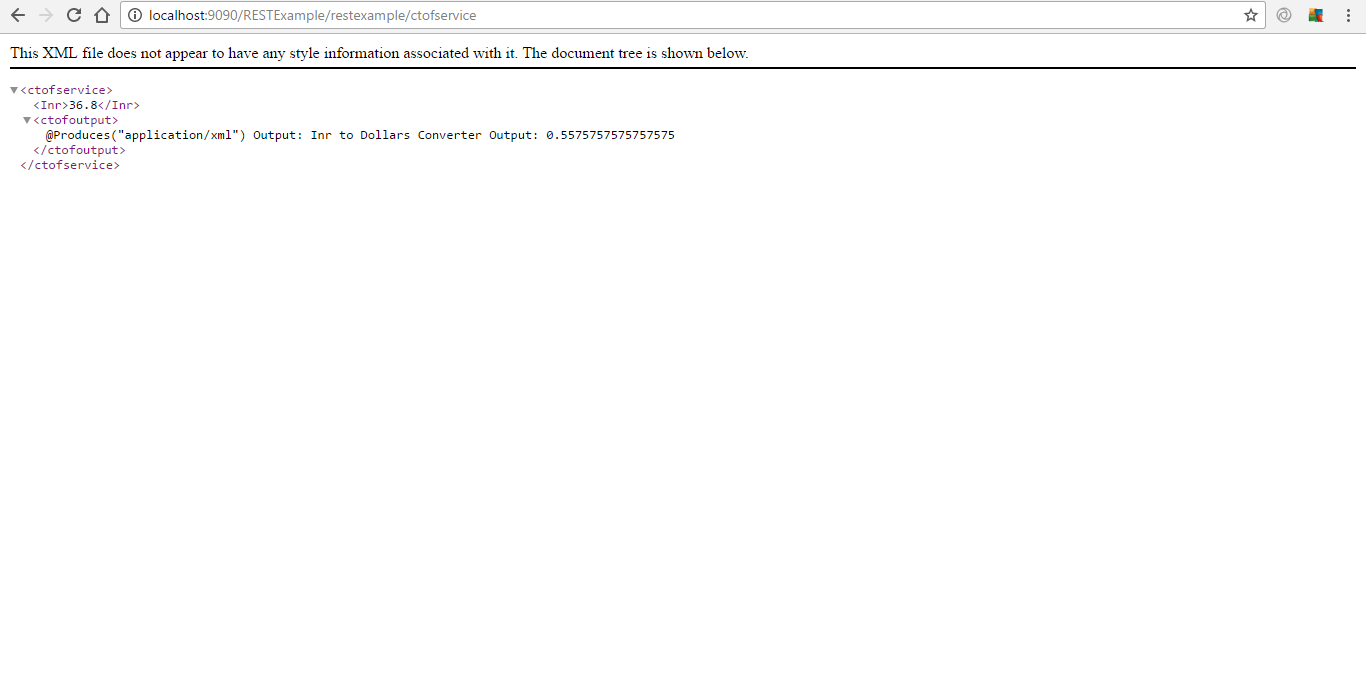 localhost:9090/RESTExample/restexample/ctofservice
This XML file does not appear to have any style information associated with it. The document tree is shown below.
<ctofservice>
<Inr>36.8</Inr>
<ctofoutput>
@Produces("application/xml") Output: Inr to Dollars Converter Output: 0.5575757575757575
</ctofoutput>
</ctofservice>